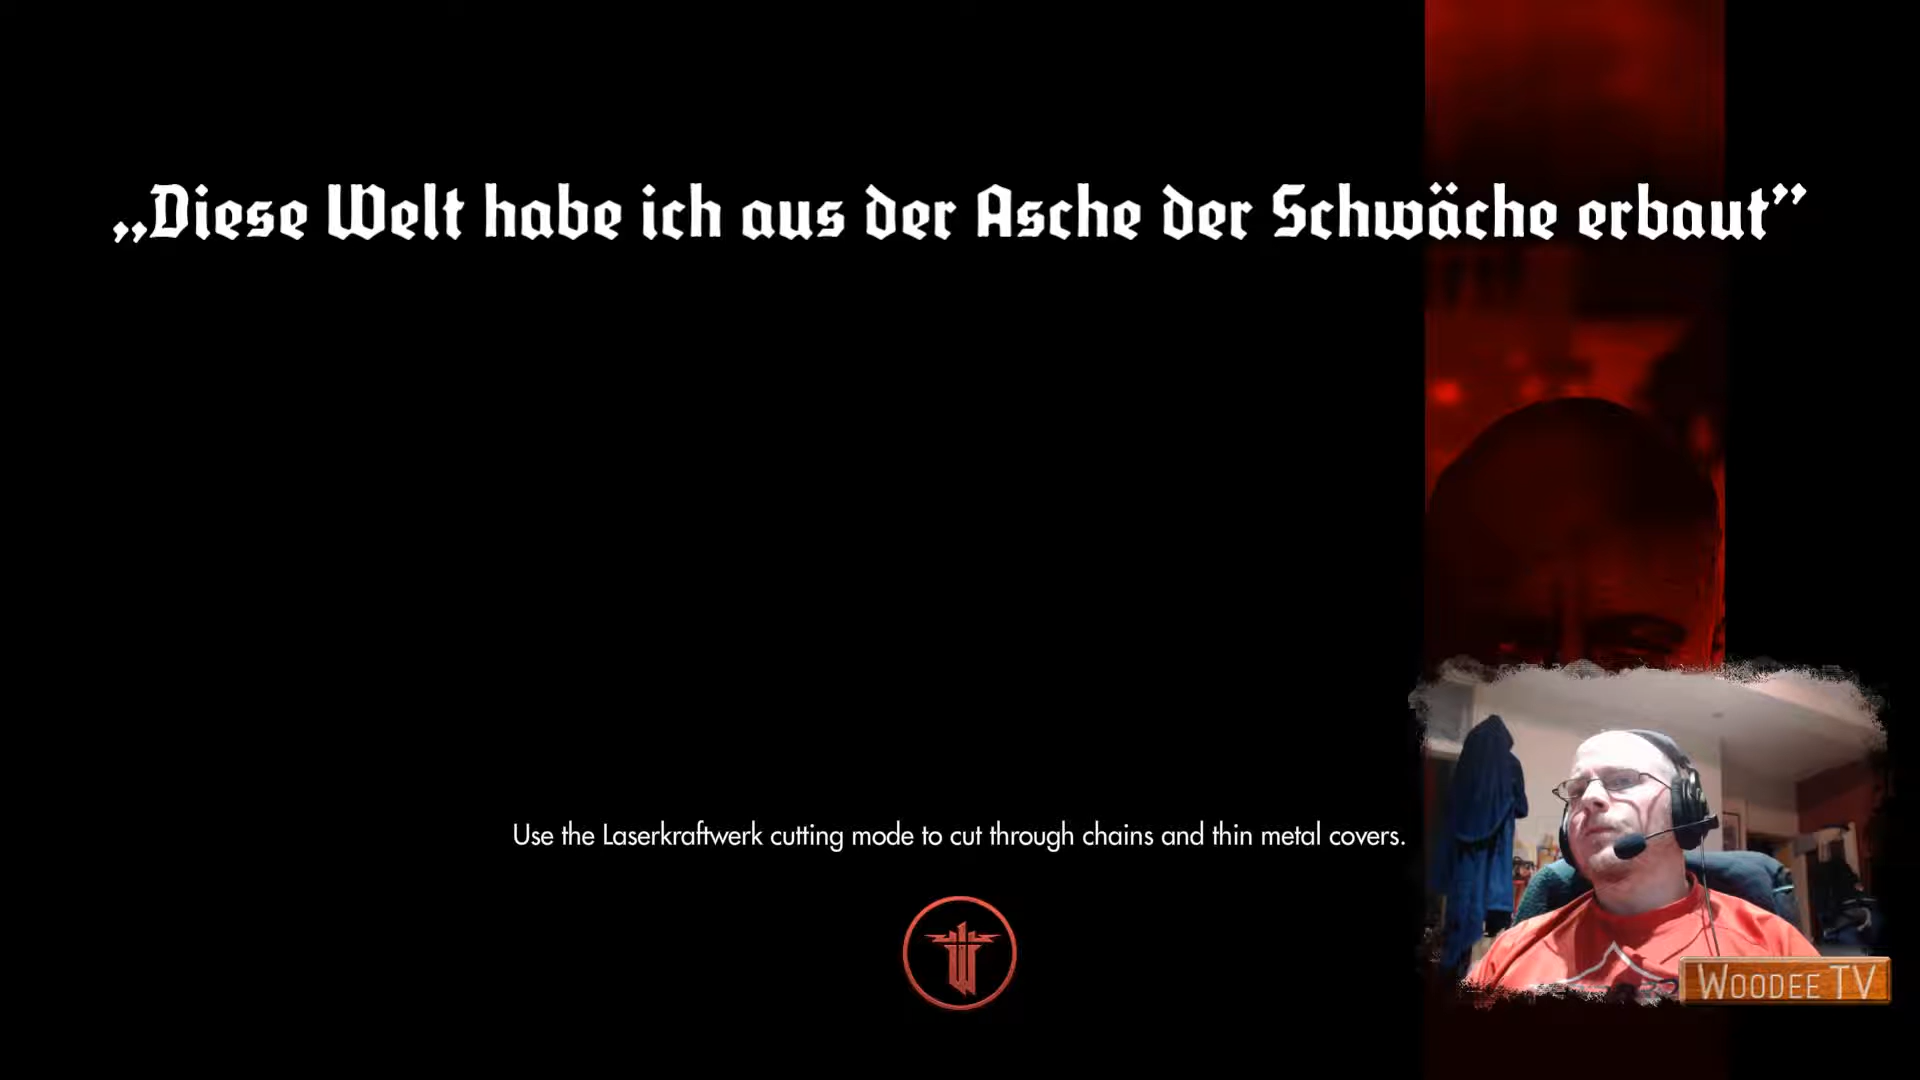 „Diese Welt habe ich aus der Asche der Schwäche erbaut”
Use the Laserkraftwerk cutting mode to cut through chains and thin metal covers.
WOODEE TV